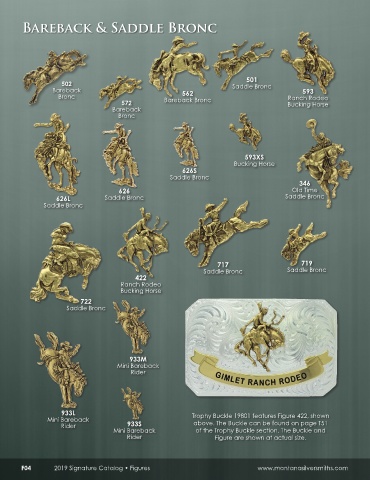 BAREBACK & SADDLE BRONC
502
Bareback
Bronc
572
Bareback
Bronc
562
Bareback Bronc
501
Saddle Bronc
593
Ranch Rodeo
Bucking Horse
626L
Saddle Bronc
626
Saddle Bronc
626S
Saddle Bronc
593XS
Bucking Horse
346
Old Time
Saddle Bronc
722
Saddle Bronc
422
Ranch Rodeo
Bucking Horse
717
Saddle Bronc
719
Saddle Bronc
933L
Mini Bareback
Rider
933M
Mini Bareback
Rider
933S
Mini Bareback
Rider
GIMLET RANCH RODEO
Trophy Buckle 19801 features Figure 422, shown
above. The Buckle can be found on page T31
of the Trophy Buckle section. The Buckle and
Figure are shown at actual size.
F04
2019 Signature Catalog • Figures
www.montanasilversmiths.com